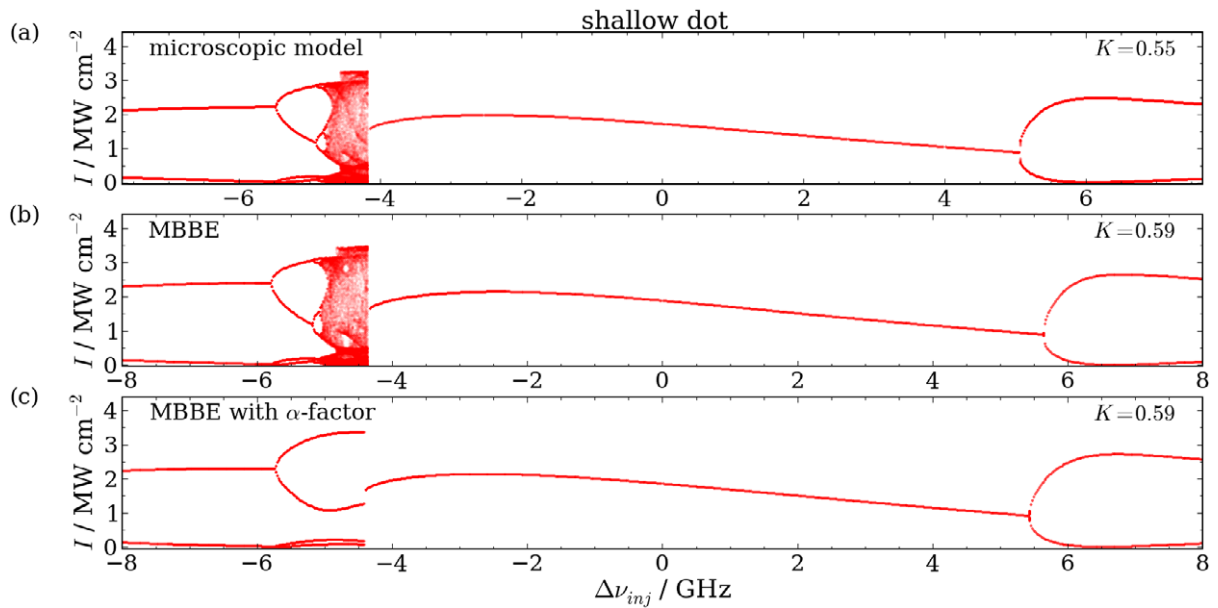 shallow dot
(a)
microscopic model
K=0.55
I / MW cm⁻²
4
3
2
1
0
−6 −4 −2 0 2 4 6
(b)
MBBE
K=0.59
I / MW cm⁻²
4
3
2
1
0
−8 −6 −4 −2 0 2 4 6 8
(c)
MBBE with α-factor
K=0.59
I / MW cm⁻²
4
3
2
1
0
−8 −6 −4 −2 0 2 4 6 8
Δν_inj / GHz